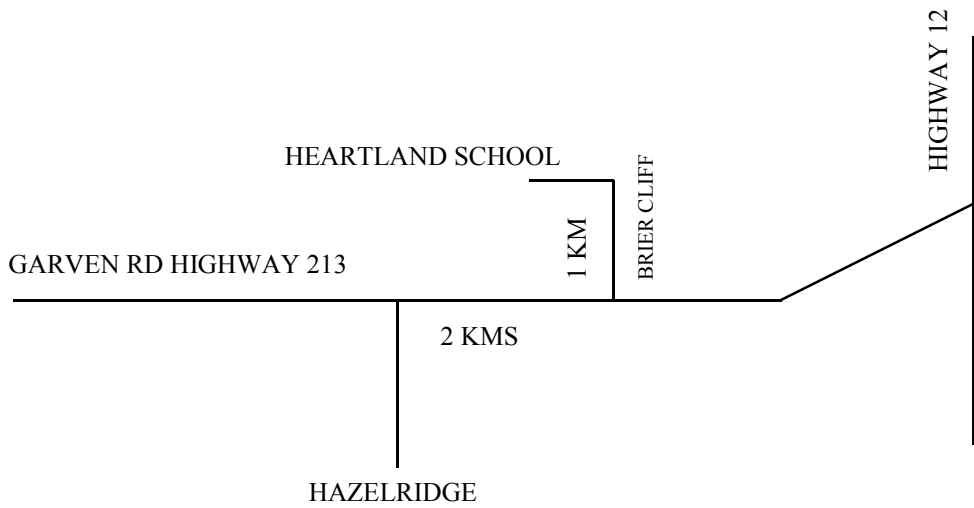 HIGHWAY 12
HEARTLAND SCHOOL
BRIER CLIFF
1 KM
GARVEN RD HIGHWAY 213
2 KMS
HAZELRIDGE